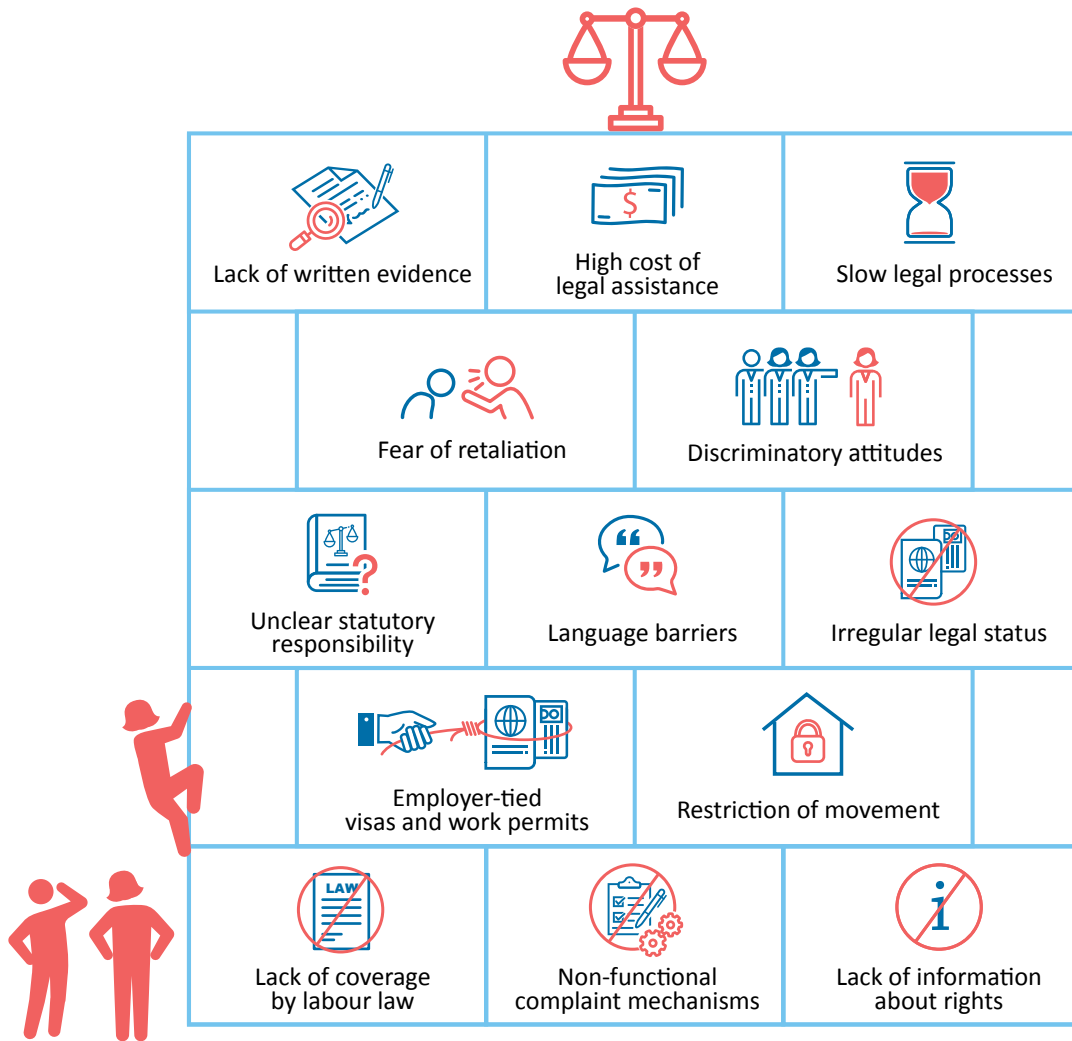 $
Lack of written evidence
High cost of
legal assistance
Slow legal processes
Fear of retaliation
Discriminatory attitudes
Unclear statutory
responsibility
Language barriers
Irregular legal status
Employer-tied
visas and work permits
Restriction of movement
LAW
Lack of coverage
by labour law
Non-functional
complaint mechanisms
i
Lack of information
about rights